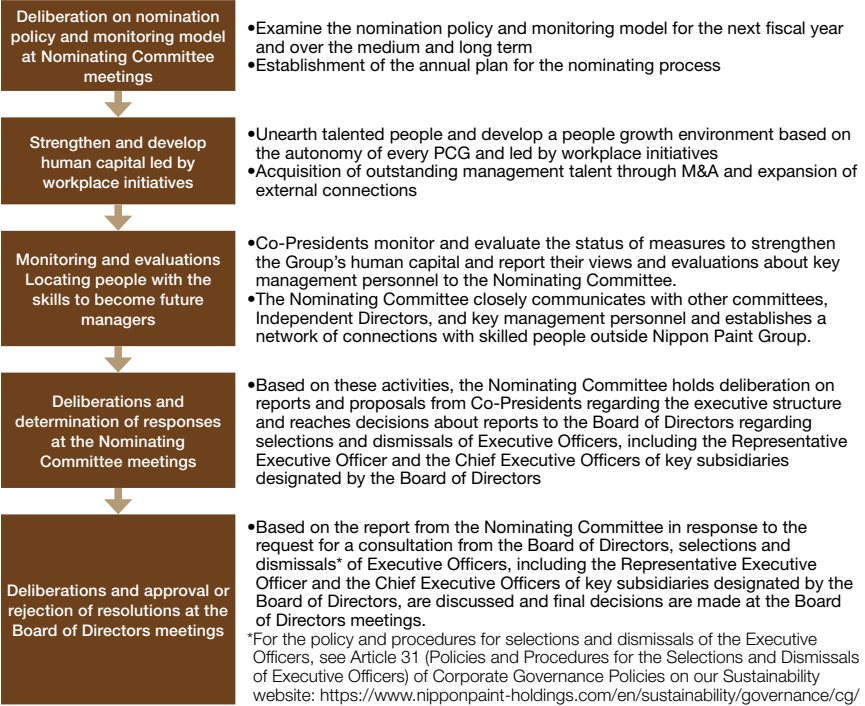 Deliberation on nomination
policy and monitoring model
at Nominating Committee
meetings
•Examine the nomination policy and monitoring model for the next fiscal year
and over the medium and long term
•Establishment of the annual plan for the nominating process
Strengthen and develop
human capital led by
workplace initiatives
•Unearth talented people and develop a people growth environment based on
the autonomy of every PCG and led by workplace initiatives
•Acquisition of outstanding management talent through M&A and expansion of
external connections
Monitoring and evaluations
Locating people with the
skills to become future
managers
•Co-Presidents monitor and evaluate the status of measures to strengthen
the Group's human capital and report their views and evaluations about key
management personnel to the Nominating Committee.
•The Nominating Committee closely communicates with other committees,
Independent Directors, and key management personnel and establishes a
network of connections with skilled people outside Nippon Paint Group.
Deliberations and
determination of responses
at the Nominating
Committee meetings
•Based on these activities, the Nominating Committee holds deliberation on
reports and proposals from Co-Presidents regarding the executive structure
and reaches decisions about reports to the Board of Directors regarding
selections and dismissals of Executive Officers, including the Representative
Executive Officer and the Chief Executive Officers of key subsidiaries
designated by the Board of Directors
Deliberations and approval or
rejection of resolutions at the
Board of Directors meetings
•Based on the report from the Nominating Committee in response to the
request for a consultation from the Board of Directors, selections and
dismissals* of Executive Officers, including the Representative Executive
Officer and the Chief Executive Officers of key subsidiaries designated by the
Board of Directors, are discussed and final decisions are made at the Board
of Directors meetings.
*For the policy and procedures for selections and dismissals of the Executive
Officers, see Article 31 (Policies and Procedures for the Selections and Dismissals
of Executive Officers) of Corporate Governance Policies on our Sustainability
website: https://www.nipponpaint-holdings.com/en/sustainability/governance/cg/